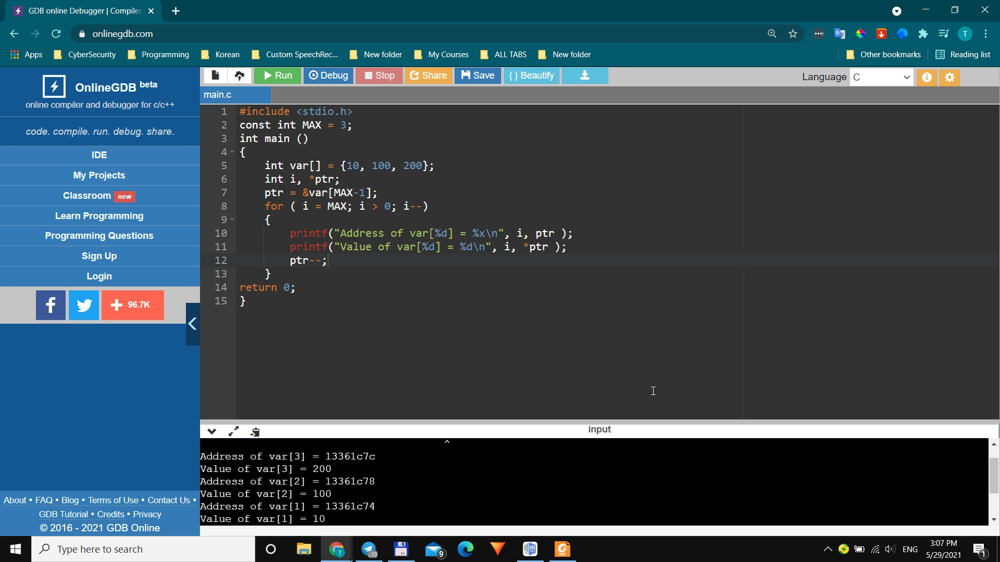 GDB online Debugger | Compiler
onlinegdb.com
T
Apps CyberSecurity Programming Korean Custom SpeechRec... New folder My Courses ALL TABS New folder Other bookmarks Reading list
OnlineGDB beta
online compiler and debugger for c/c++
code. compile. run. debug. share.
IDE
My Projects
Classroom new
Learn Programming
Programming Questions
Sign Up
Login
f + 96.7K
About • FAQ • Blog • Terms of Use • Contact Us •
GDB Tutorial • Credits • Privacy
© 2016 - 2021 GDB Online
Run Debug Stop Share Save {} Beautify
Language C
main.c
1 #include <stdio.h>
2 const int MAX = 3;
3 int main ()
4 {
5 int var[] = {10, 100, 200};
6 int i, *ptr;
7 ptr = &var[MAX-1];
8 for ( i = MAX; i > 0; i--)
9 {
10 printf("Address of var[%d] = %x\n", i, ptr );
11 printf("Value of var[%d] = %d\n", i, *ptr );
12 ptr--;
13 }
14 return 0;
15 }
input
^
Address of var[3] = 13361c7c
Value of var[3] = 200
Address of var[2] = 13361c78
Value of var[2] = 100
Address of var[1] = 13361c74
Value of var[1] = 10
Type here to search
9
ENG
3:07 PM
5/29/2021
1